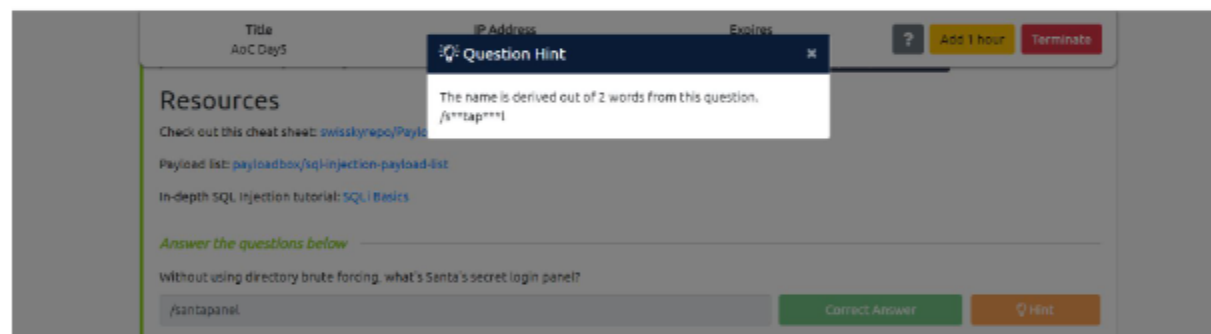 Title
AoC Day5
IP Address
Expires
?
Add 1 hour
Terminate
Question Hint
×
The name is derived out of 2 words from this question.
/s**tap***l
Resources
Check out this cheat sheet: swisskyrepo/Paylo
Payload list: payloadbox/sql-injection-payload-list
In-depth SQL Injection tutorial: SQLi Basics
Answer the questions below
Without using directory brute forcing, what's Santa's secret login panel?
/santapanel
Correct Answer
Hint